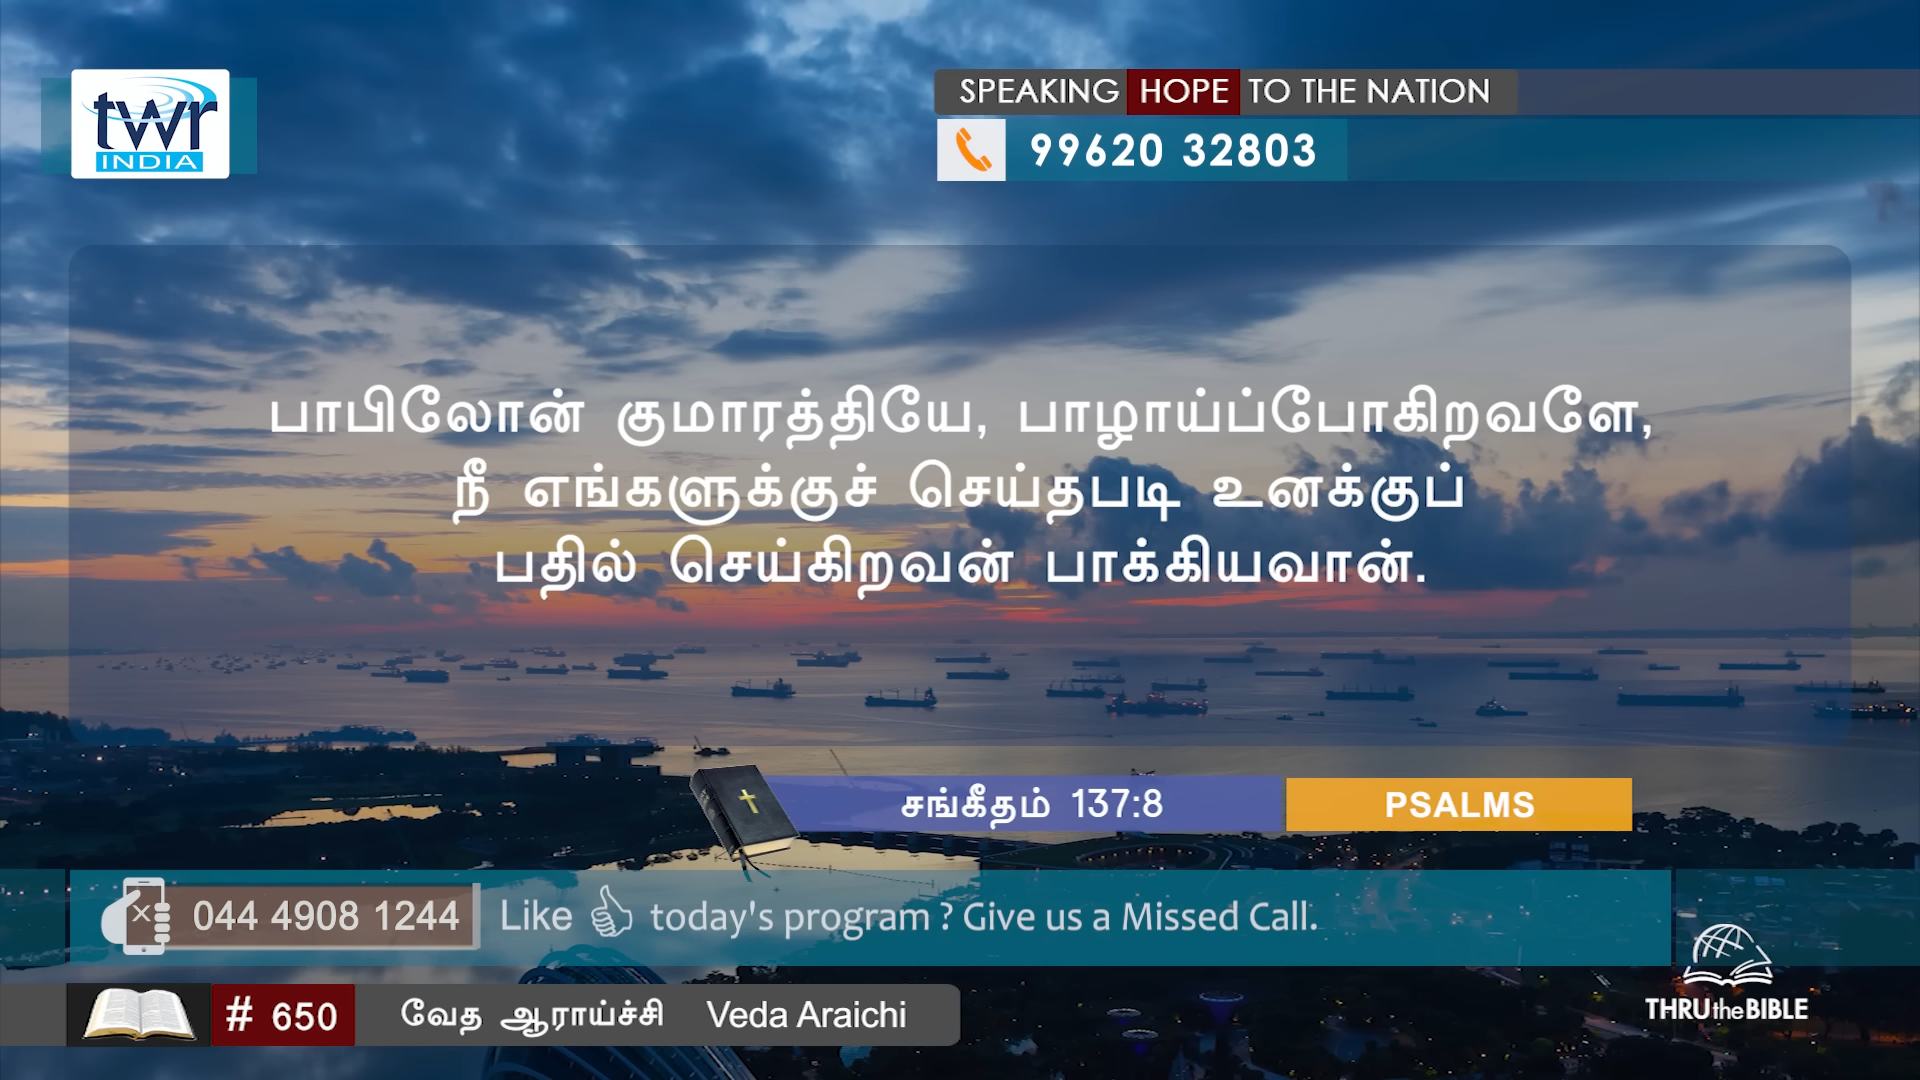 twr
INDIA
SPEAKING HOPE TO THE NATION
99620 32803
பாபிலோன் குமாரத்தியே, பாழாய்ப்போகிறவளே,
நீ எங்களுக்குச் செய்தபடி உனக்குப்
பதில் செய்கிறவன் பாக்கியவான்.
சங்கீதம் 137:8
PSALMS
044 4908 1244
Like today's program ? Give us a Missed Call.
# 650
வேத ஆராய்ச்சி Veda Araichi
THRU the BIBLE